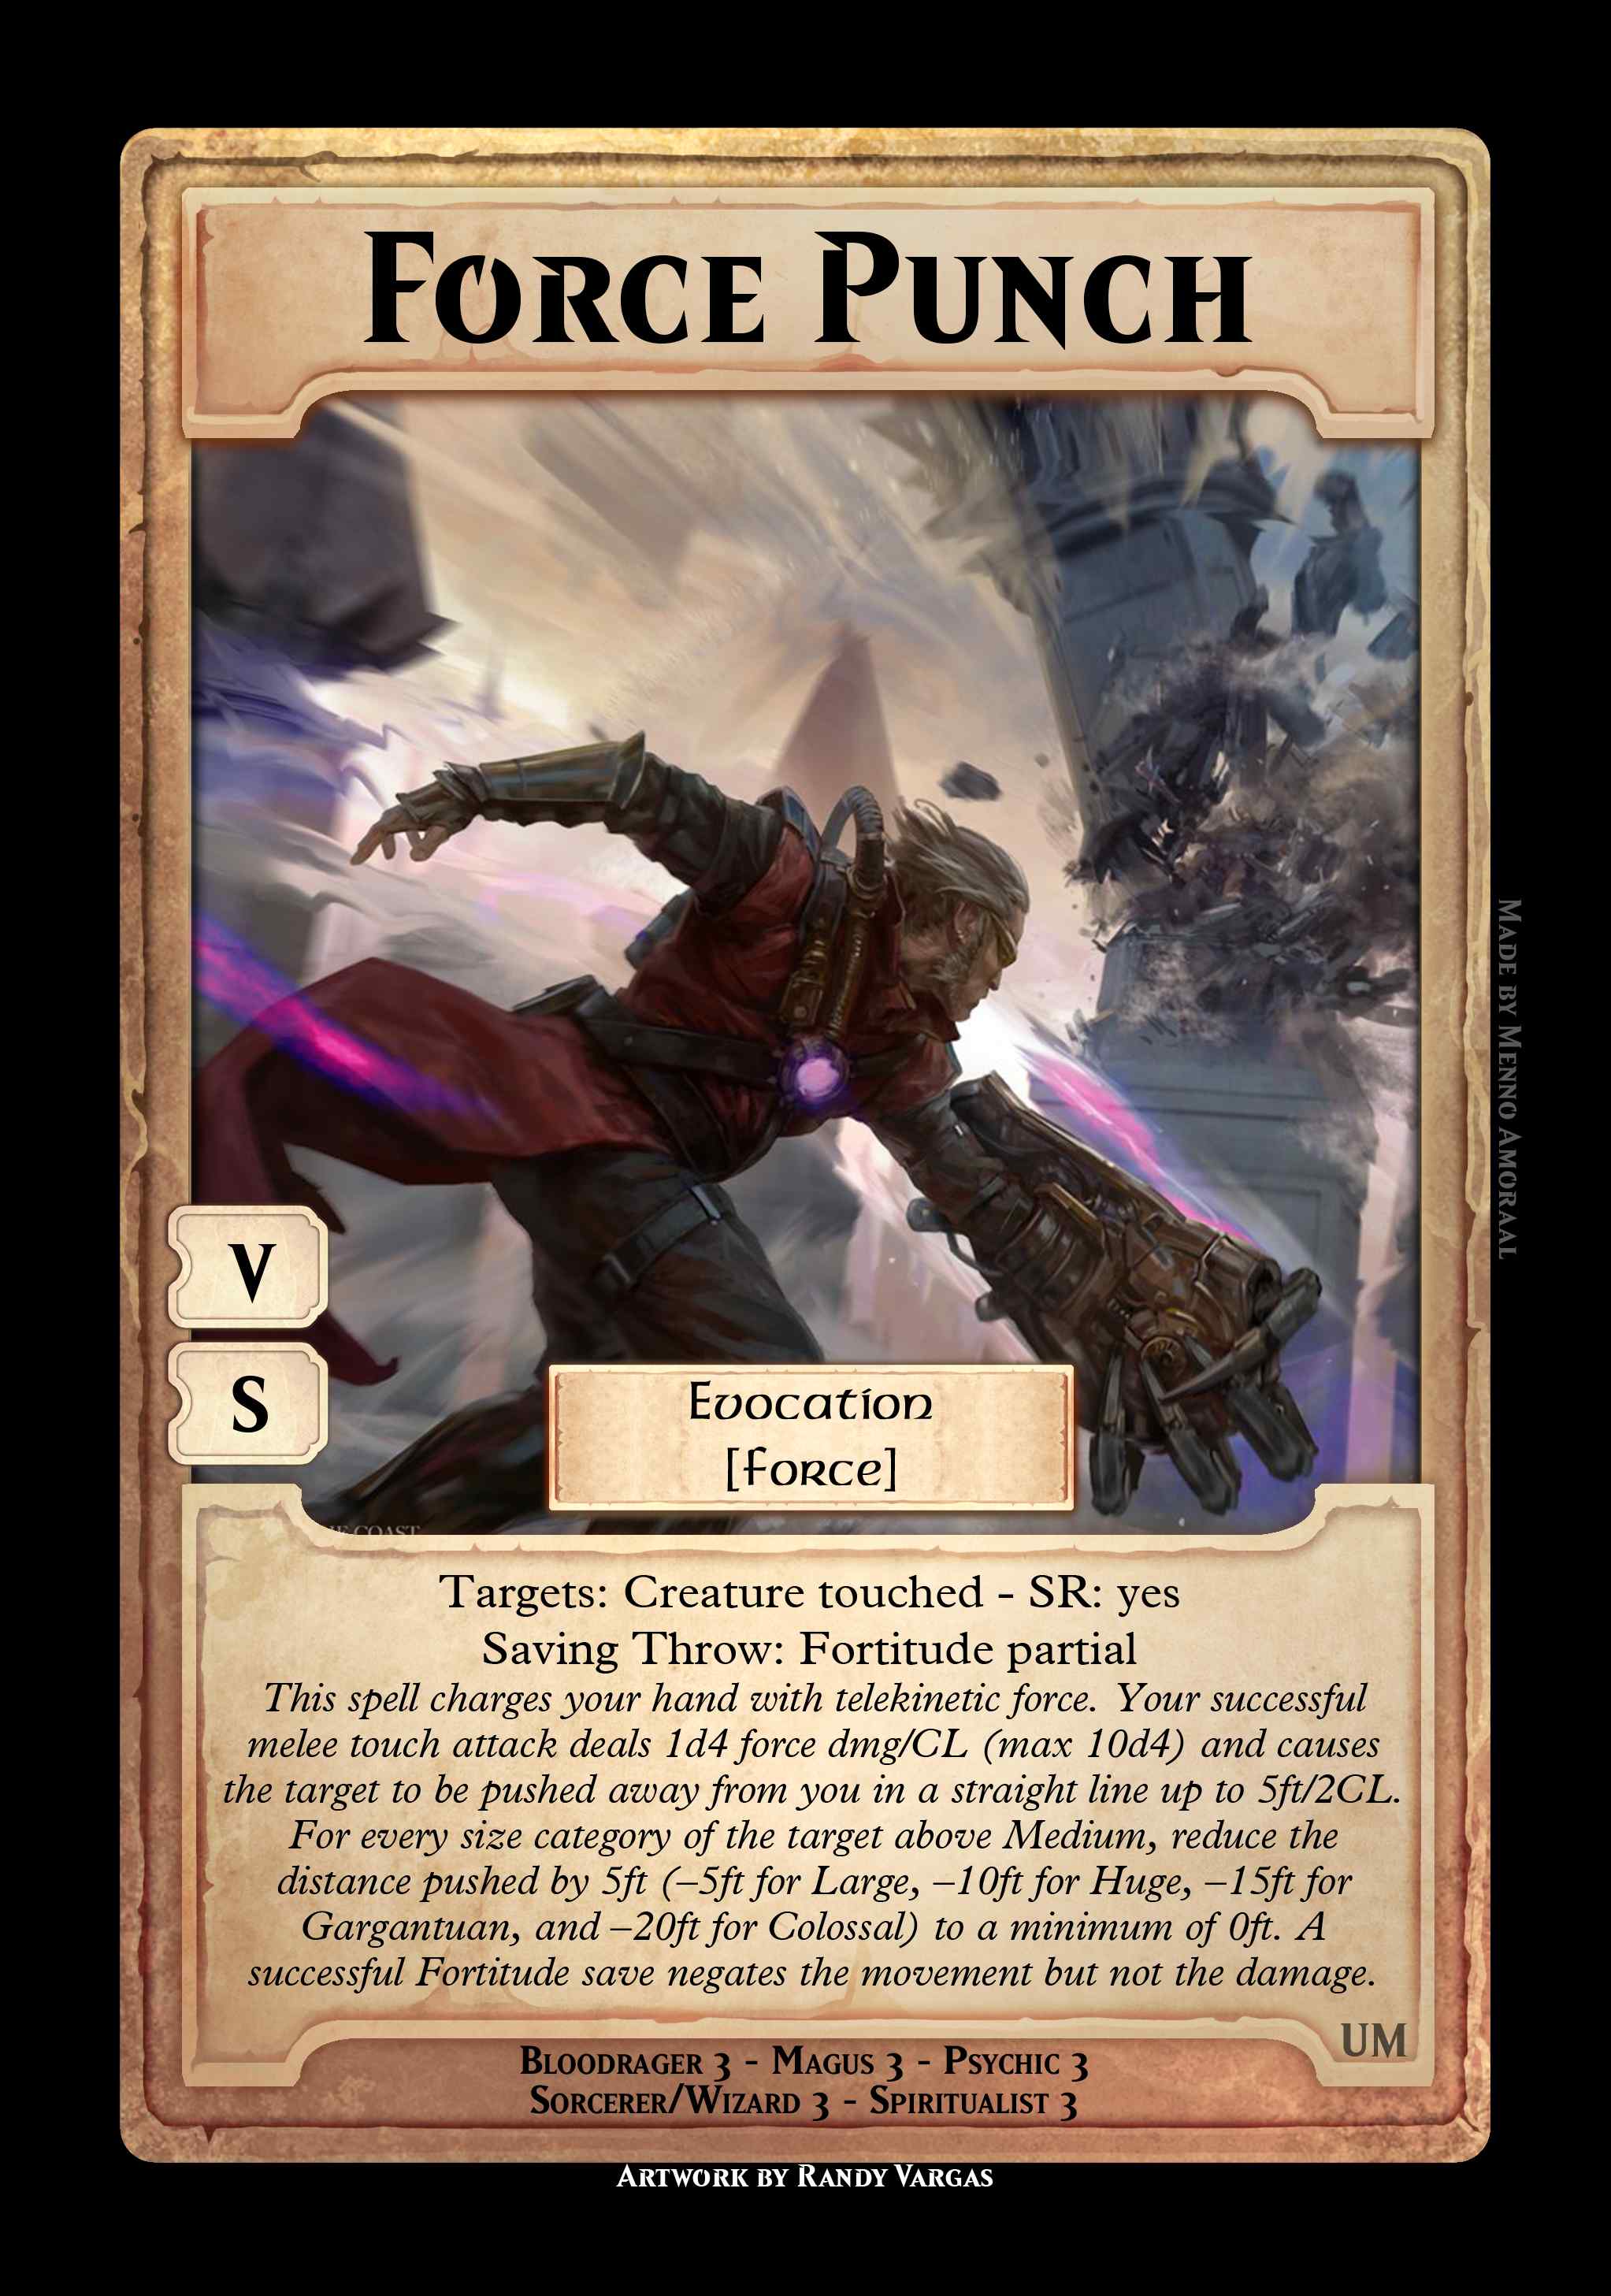 Force Punch
Made by Menno Amoraal
V
S
Evocation
[force]
COAST
Targets: Creature touched - SR: yes
Saving Throw: Fortitude partial
This spell charges your hand with telekinetic force. Your successful
melee touch attack deals 1d4 force dmg/CL (max 10d4) and causes
the target to be pushed away from you in a straight line up to 5ft/2CL.
For every size category of the target above Medium, reduce the
distance pushed by 5ft (–5ft for Large, –10ft for Huge, –15ft for
Gargantuan, and –20ft for Colossal) to a minimum of 0ft. A
successful Fortitude save negates the movement but not the damage.
UM
Bloodrager 3 - Magus 3 - Psychic 3
Sorcerer/Wizard 3 - Spiritualist 3
Artwork by Randy Vargas